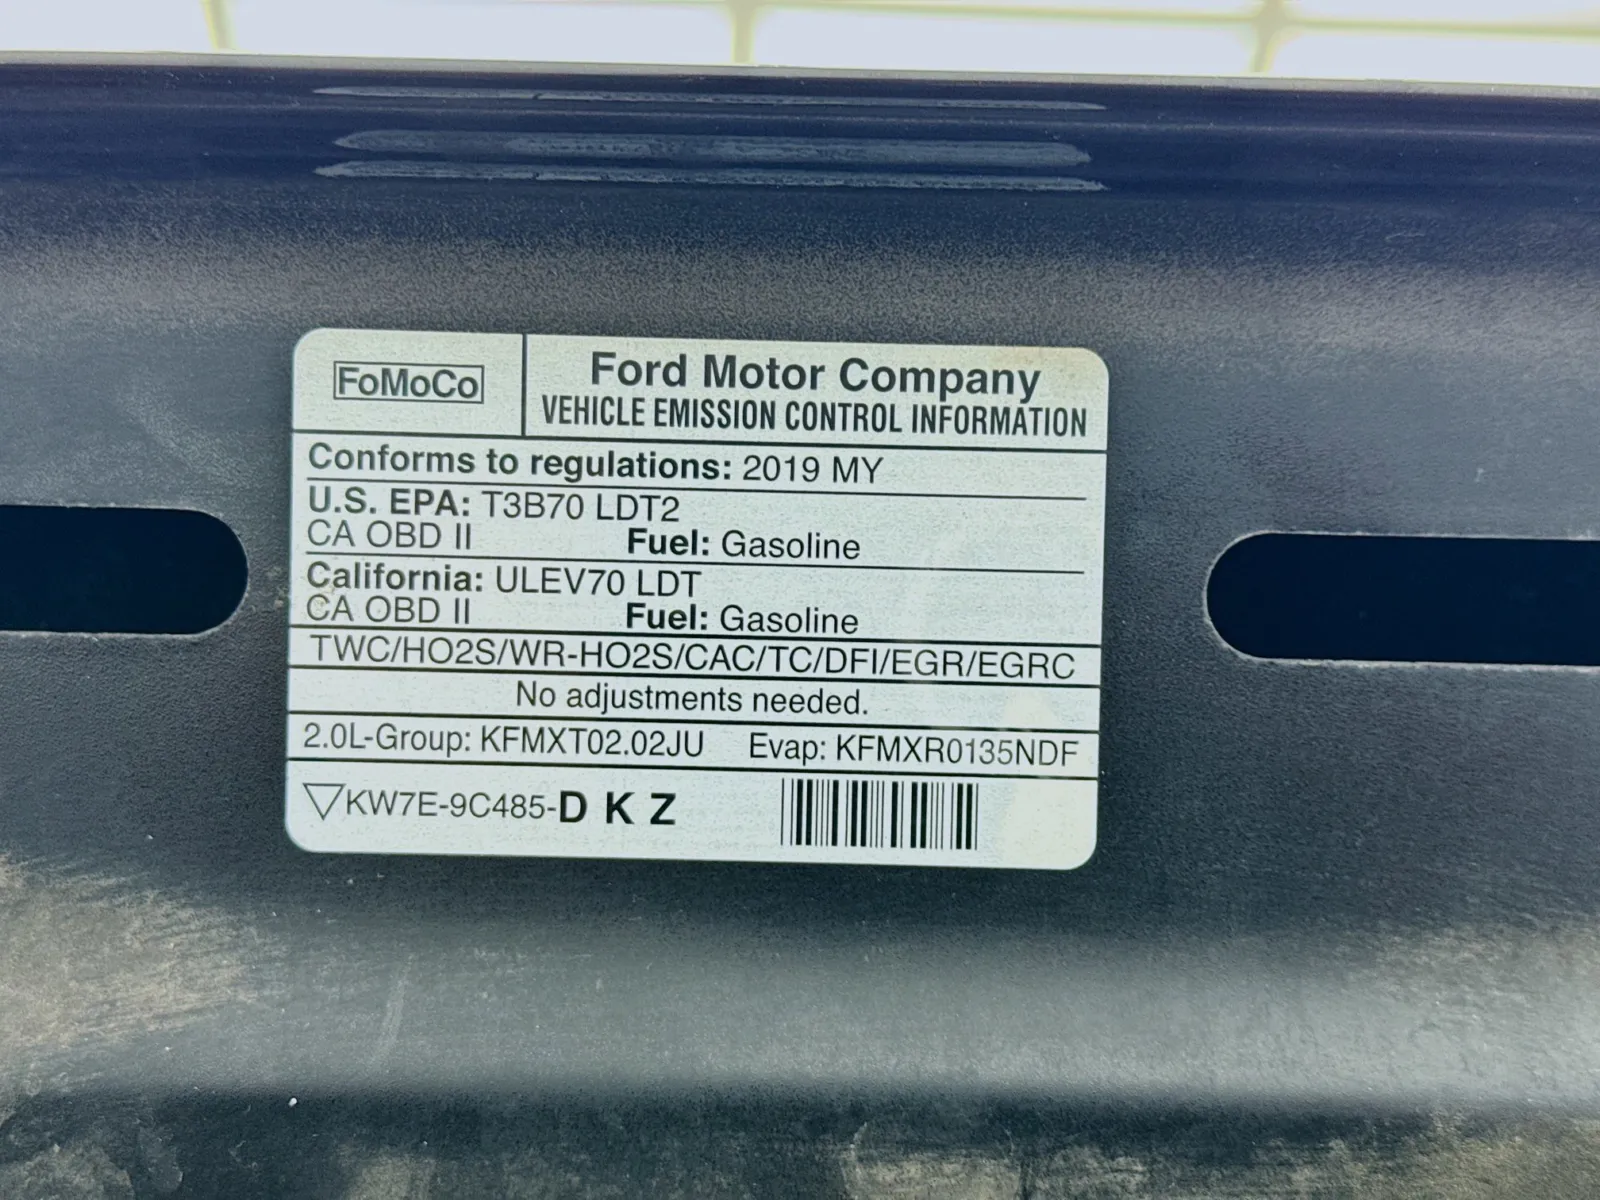 FoMoCo
Ford Motor Company
VEHICLE EMISSION CONTROL INFORMATION
Conforms to regulations: 2019 MY
U.S. EPA: T3B70 LDT2
CA OBD II Fuel: Gasoline
California: ULEV70 LDT
CA OBD II Fuel: Gasoline
TWC/HO2S/WR-HO2S/CAC/TC/DFI/EGR/EGRC
No adjustments needed.
2.0L-Group: KFMXT02.02JU Evap: KFMXR0135NDF
KW7E-9C485-D K Z